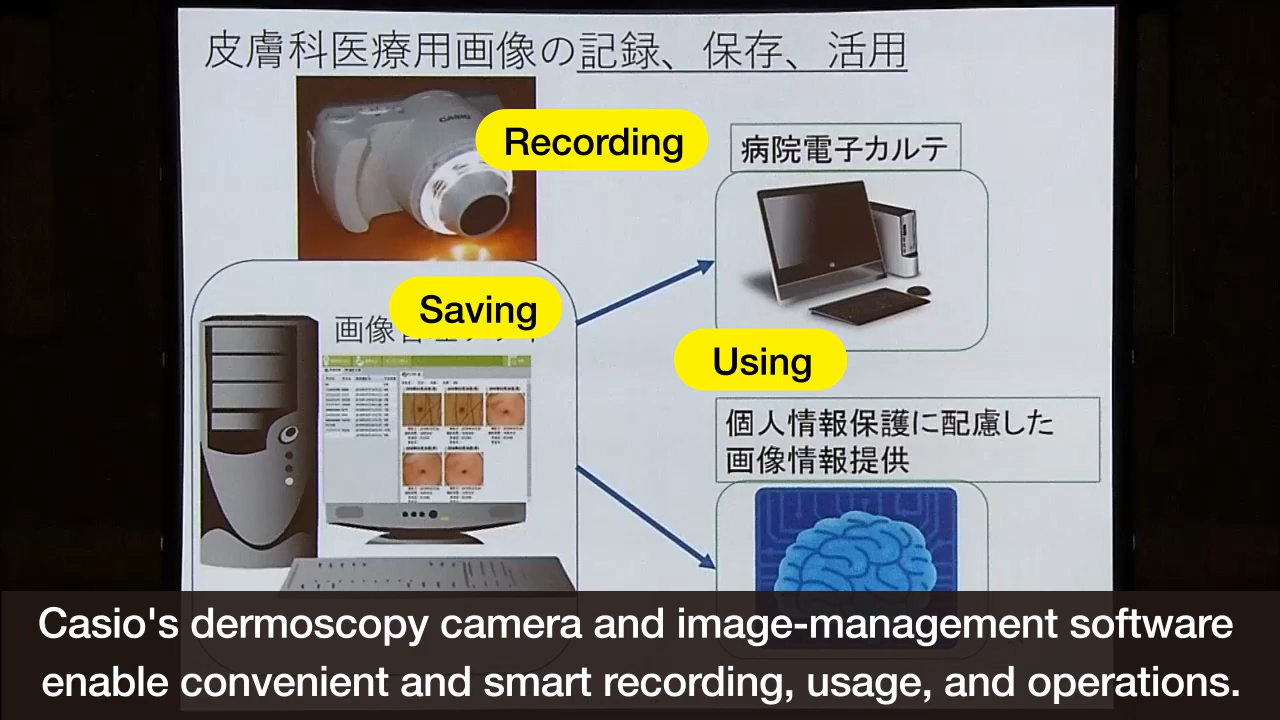 皮膚科医療用画像の記録、保存、活用
CASIO
Recording
病院電子カルテ
Saving
画像
Using
個人情報保護に配慮した
画像情報提供
Casio's dermoscopy camera and image-management software
enable convenient and smart recording, usage, and operations.